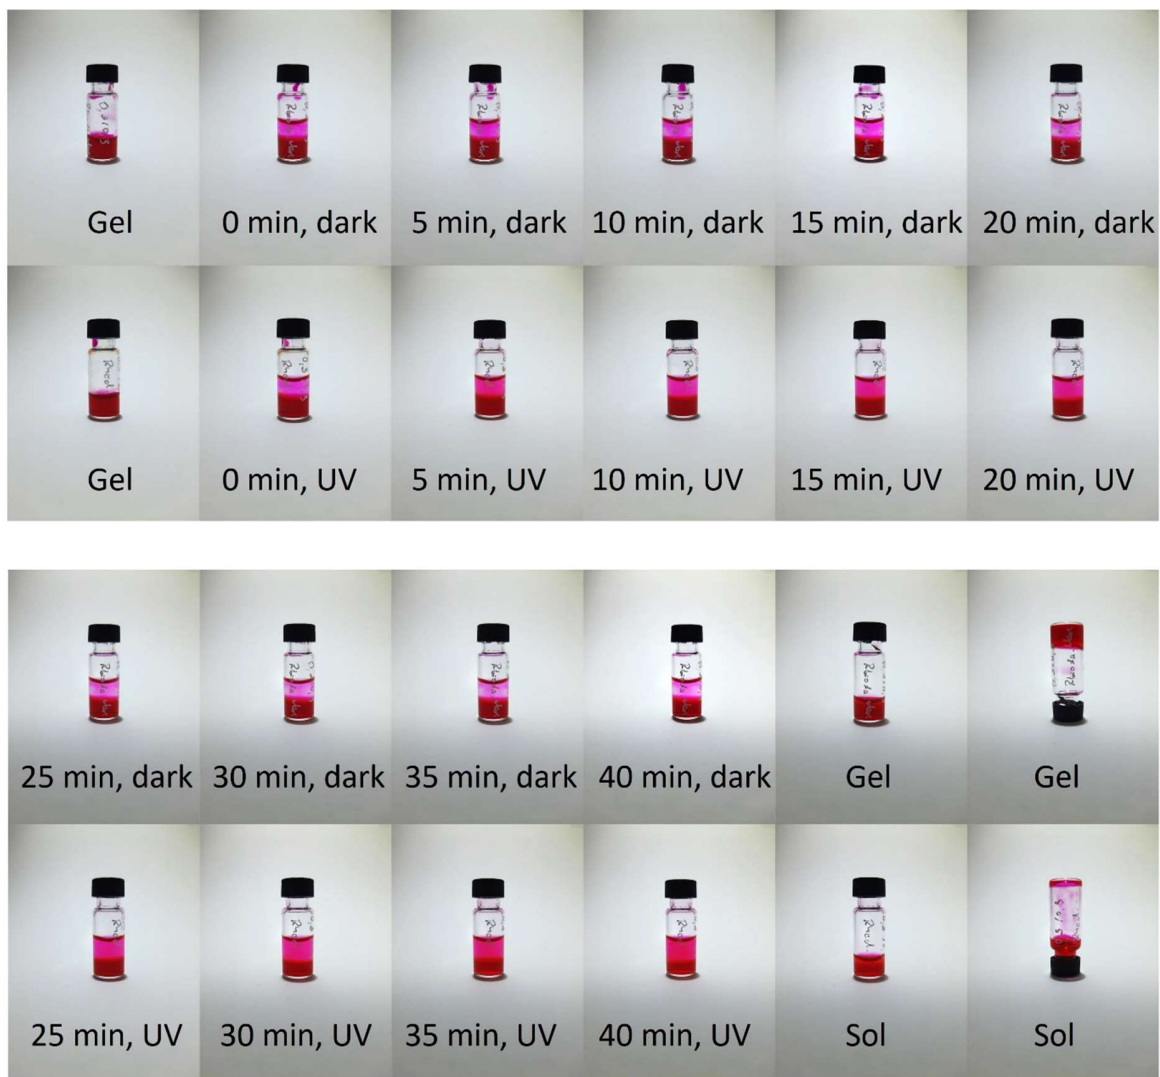 Gel 0 min, dark 5 min, dark 10 min, dark 15 min, dark 20 min, dark
Gel 0 min, UV 5 min, UV 10 min, UV 15 min, UV 20 min, UV
25 min, dark 30 min, dark 35 min, dark 40 min, dark Gel Gel
25 min, UV 30 min, UV 35 min, UV 40 min, UV Sol Sol